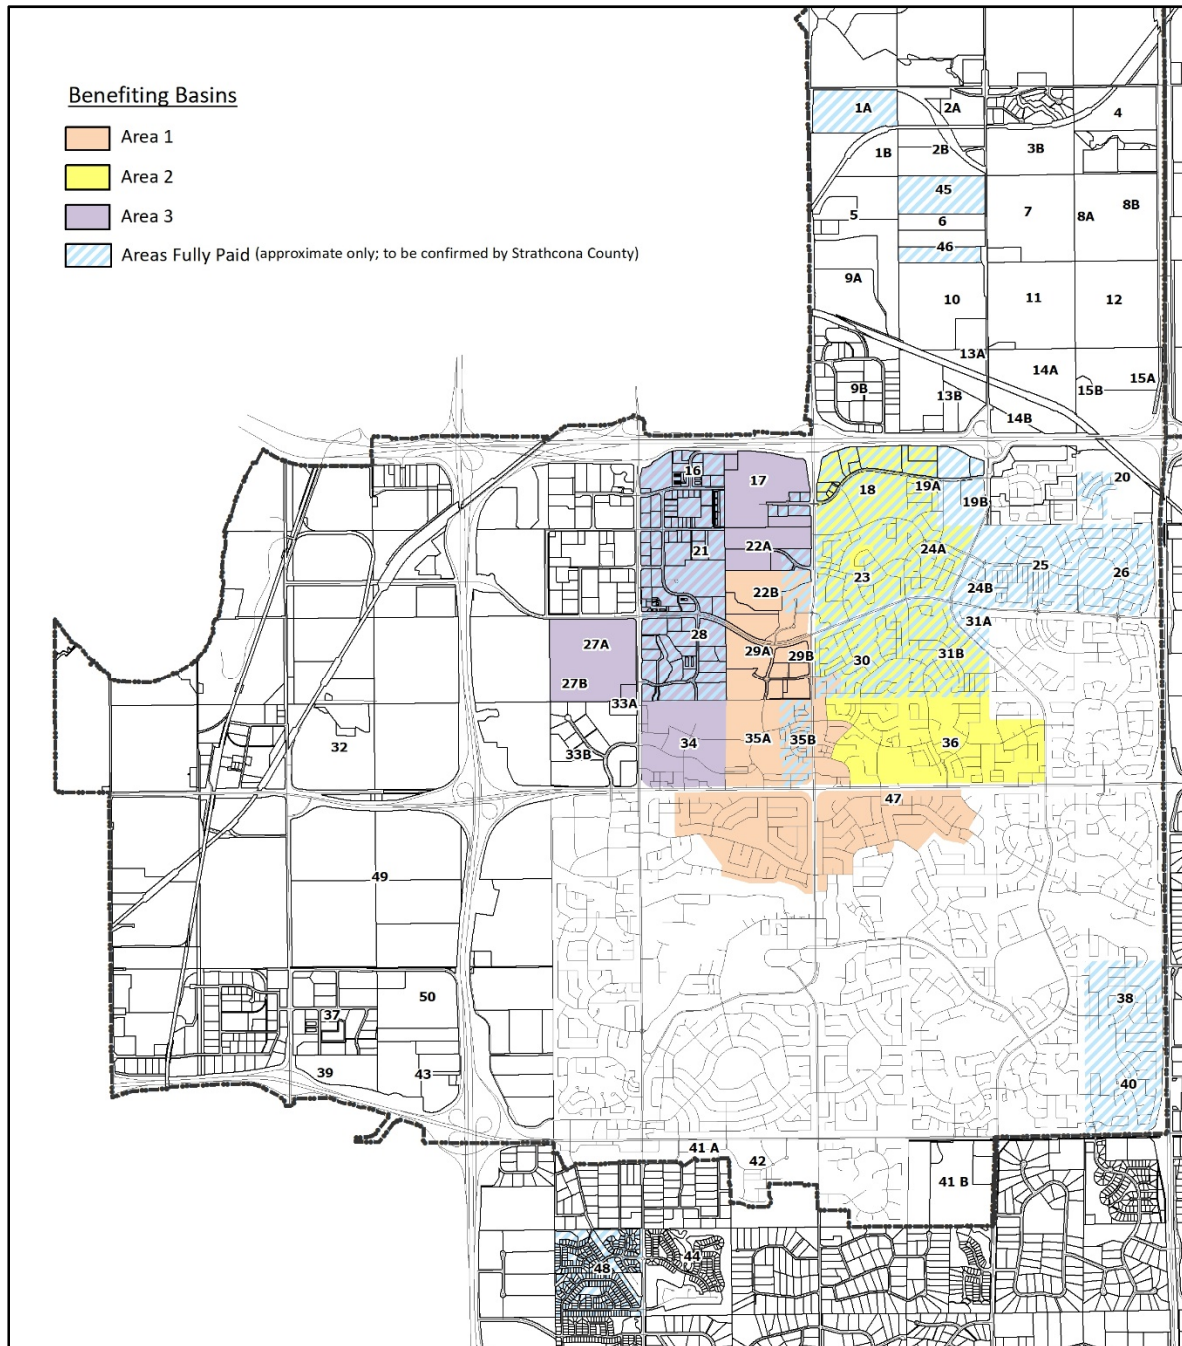 Benefiting Basins
Area 1
Area 2
Area 3
Areas Fully Paid (approximate only; to be confirmed by Strathcona County)
1A
2A
4
1B
2B
3B
45
5
6
7
8A
8B
46
9A
10
11
12
13A
14A
15B
15A
9B
13B
14B
16
17
18
19A
19B
20
21
22A
24A
23
25
26
22B
24B
31A
27A
28
29A
29B
30
31B
27B
33A
32
33B
34
35A
35B
36
47
49
50
37
38
39
43
40
41 A
42
41 B
44
48